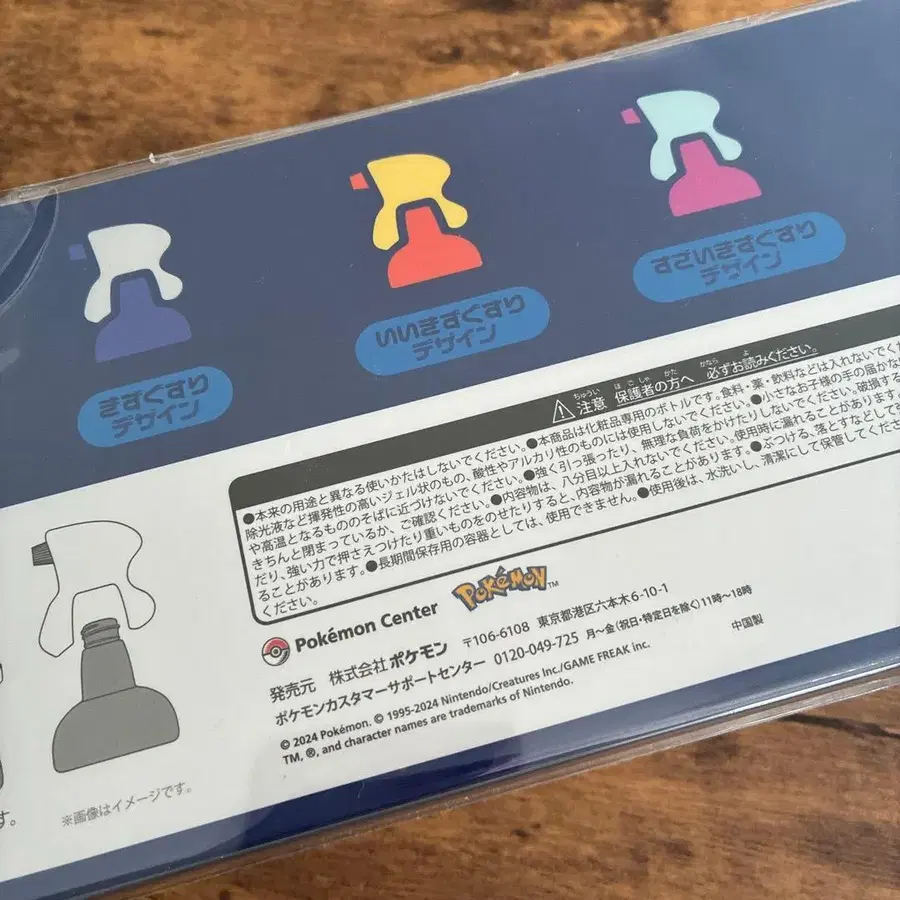 きずぐすり
デザイン
いいきずぐすり
デザイン
すごいきずぐすり
デザイン
注意 保護者の方へ 必ずお読みください。
ちゅうい ほごしゃ かた かなら よ
●本来の用途と異なる使いかたはしないでください。●本商品は化粧品専用のボトルです。食料・薬・飲料などは入れないでく
除光液など揮発性の高いジェル状のもの、酸性やアルカリ性のものには使用しないでください。●小さなお子様の手の届かな
や高温となるもののそばに近づけないでください。●強く引っ張ったり、無理な負荷をかけたりしないでください。破損する
きちんと閉まっているか、ご確認ください。●内容物は、八分目以上入れないでください。使用時に漏れることがあります。
だり、強い力で押さえつけたり重いものをのせたりすると、内容物が漏れることがあります。●ぶつける、落とすなどして
ることがあります。●長期間保存用の容器としては、使用できません。●使用後は、水洗いし、清潔にして保管してくださ
ください。
Pokémon Center
POKéMON™
発売元 株式会社ポケモン 〒106-6108 東京都港区六本木6-10-1
ポケモンカスタマーサポートセンター 0120-049-725 月〜金(祝日・特定日を除く)11時〜18時
中国製
© 2024 Pokémon. © 1995-2024 Nintendo/Creatures Inc./GAME FREAK inc.
TM, ®, and character names are trademarks of Nintendo.
す。
※画像はイメージです。